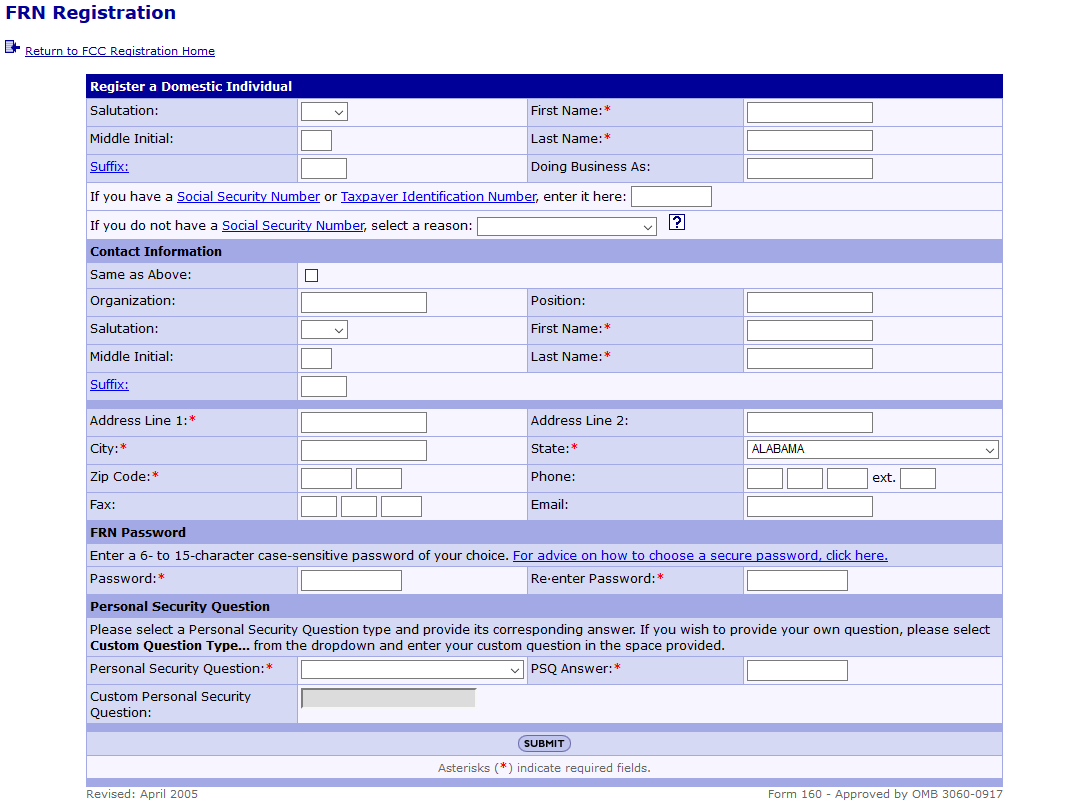 FRN Registration
Return to FCC Registration Home
Register a Domestic Individual
Salutation: First Name:*
Middle Initial: Last Name:*
Suffix: Doing Business As:
If you have a Social Security Number or Taxpayer Identification Number, enter it here:
If you do not have a Social Security Number, select a reason: ?
Contact Information
Same as Above:
Organization: Position:
Salutation: First Name:*
Middle Initial: Last Name:*
Suffix:
Address Line 1:* Address Line 2:
City:* State:* ALABAMA
Zip Code:* Phone: ext.
Fax: Email:
FRN Password
Enter a 6- to 15-character case-sensitive password of your choice. For advice on how to choose a secure password, click here.
Password:* Re-enter Password:*
Personal Security Question
Please select a Personal Security Question type and provide its corresponding answer. If you wish to provide your own question, please select
Custom Question Type... from the dropdown and enter your custom question in the space provided.
Personal Security Question:* PSQ Answer:*
Custom Personal Security
Question:
SUBMIT
Asterisks (*) indicate required fields.
Revised: April 2005 Form 160 - Approved by OMB 3060-0917